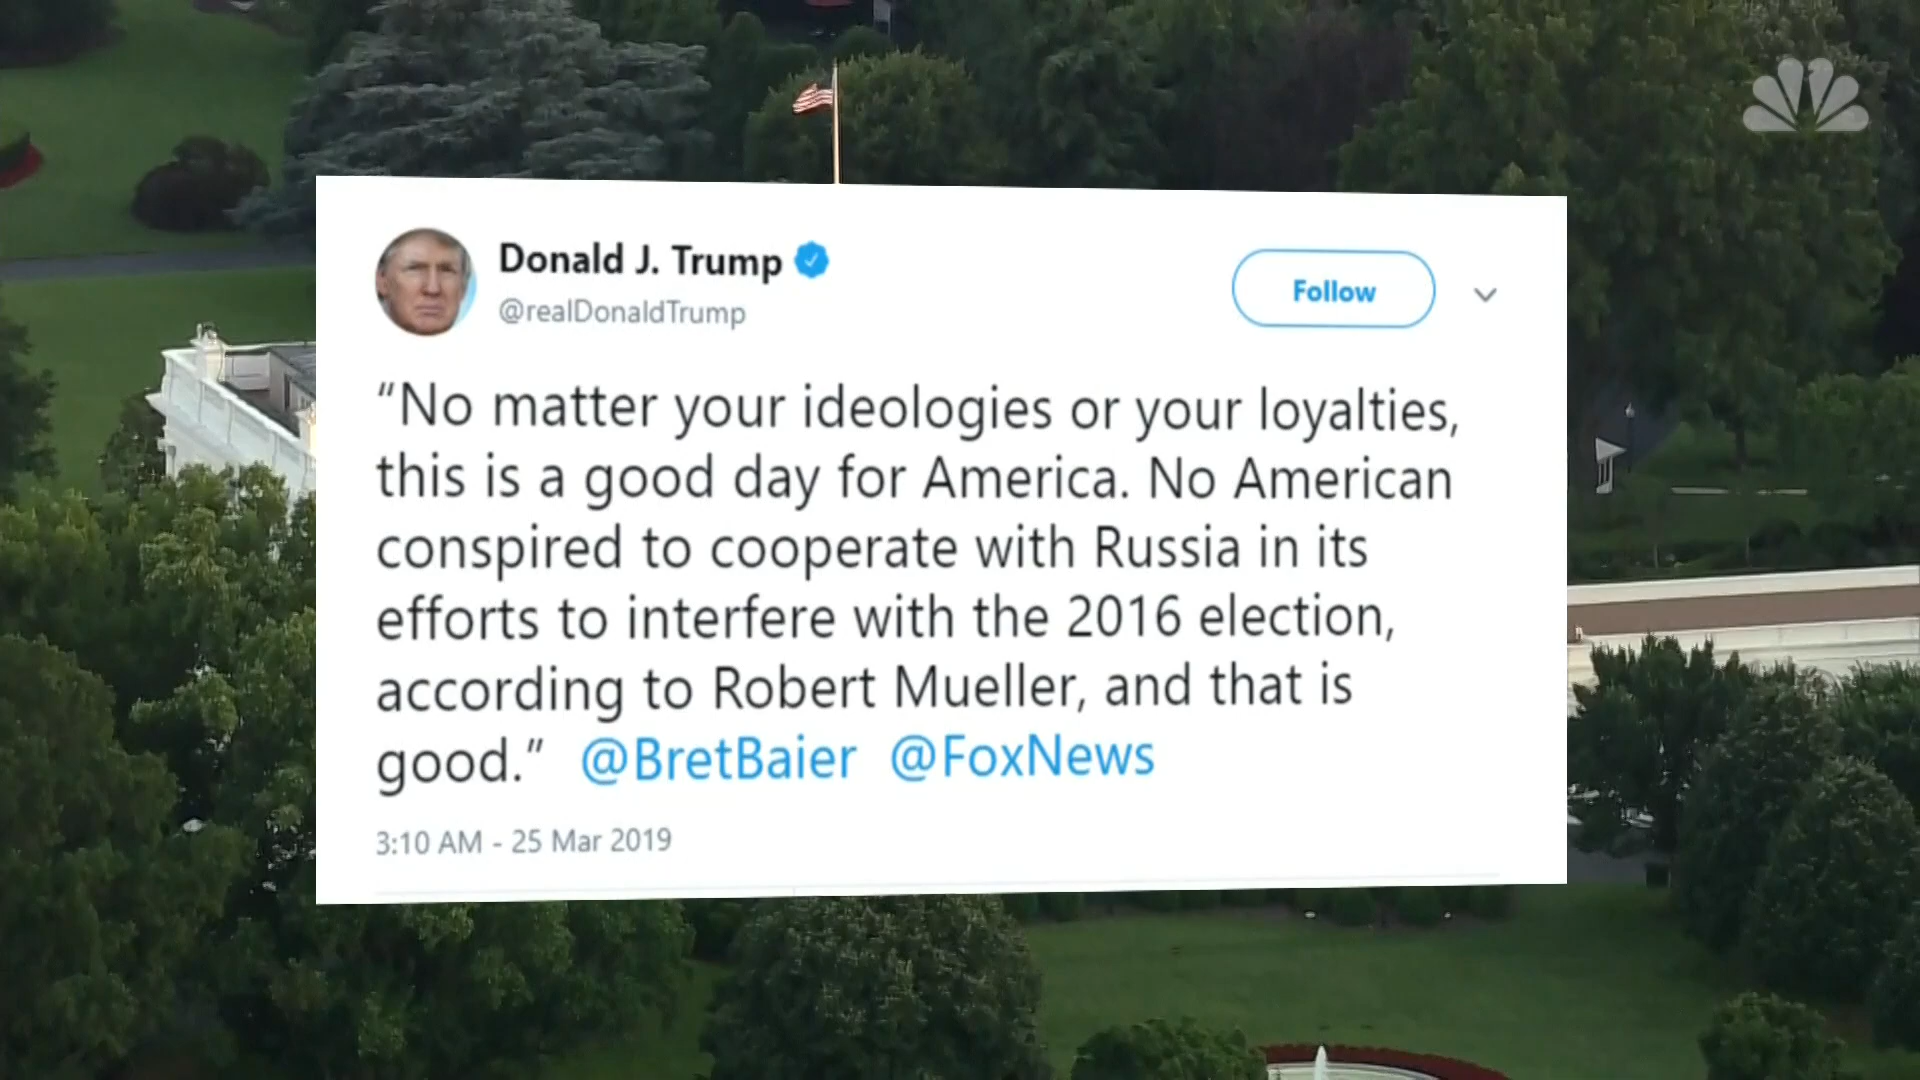 Donald J. Trump
@realDonaldTrump
Follow
“No matter your ideologies or your loyalties,
this is a good day for America. No American
conspired to cooperate with Russia in its
efforts to interfere with the 2016 election,
according to Robert Mueller, and that is
good.” @BretBaier @FoxNews
3:10 AM - 25 Mar 2019